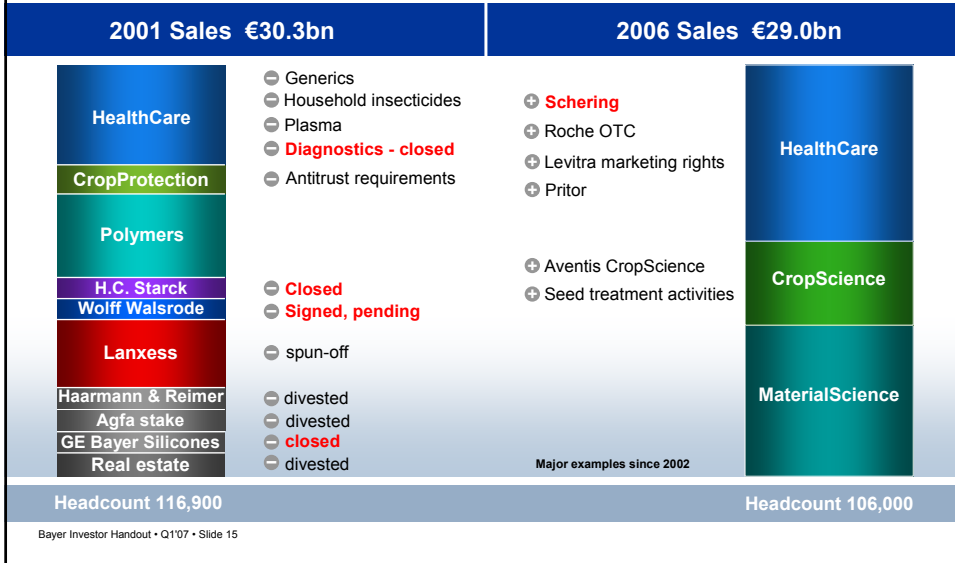 2001 Sales €30.3bn
2006 Sales €29.0bn
HealthCare
CropProtection
Polymers
H.C. Starck
Wolff Walsrode
Lanxess
Haarmann & Reimer
Agfa stake
GE Bayer Silicones
Real estate
Generics
Household insecticides
Plasma
Diagnostics - closed
Antitrust requirements
Closed
Signed, pending
spun-off
divested
divested
closed
divested
Schering
Roche OTC
Levitra marketing rights
Pritor
Aventis CropScience
Seed treatment activities
Major examples since 2002
HealthCare
CropScience
MaterialScience
Headcount 116,900
Headcount 106,000
Bayer Investor Handout • Q1'07 • Slide 15